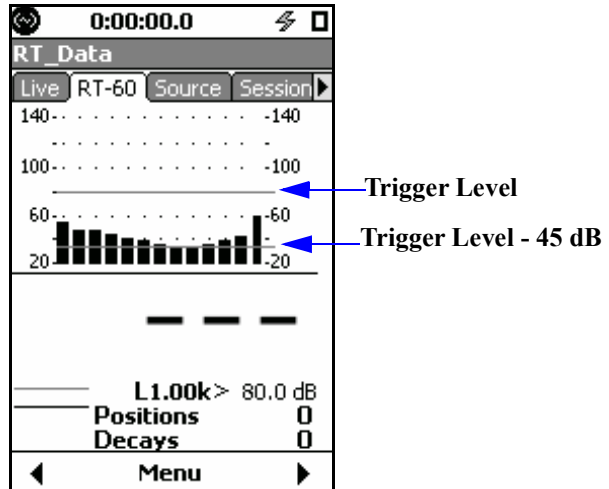 0:00:00.0
RT_Data
Live RT-60 Source Session
140 -140
100 -100
Trigger Level
60 -60
Trigger Level - 45 dB
20 -20
L1.00k> 80.0 dB
Positions 0
Decays 0
Menu